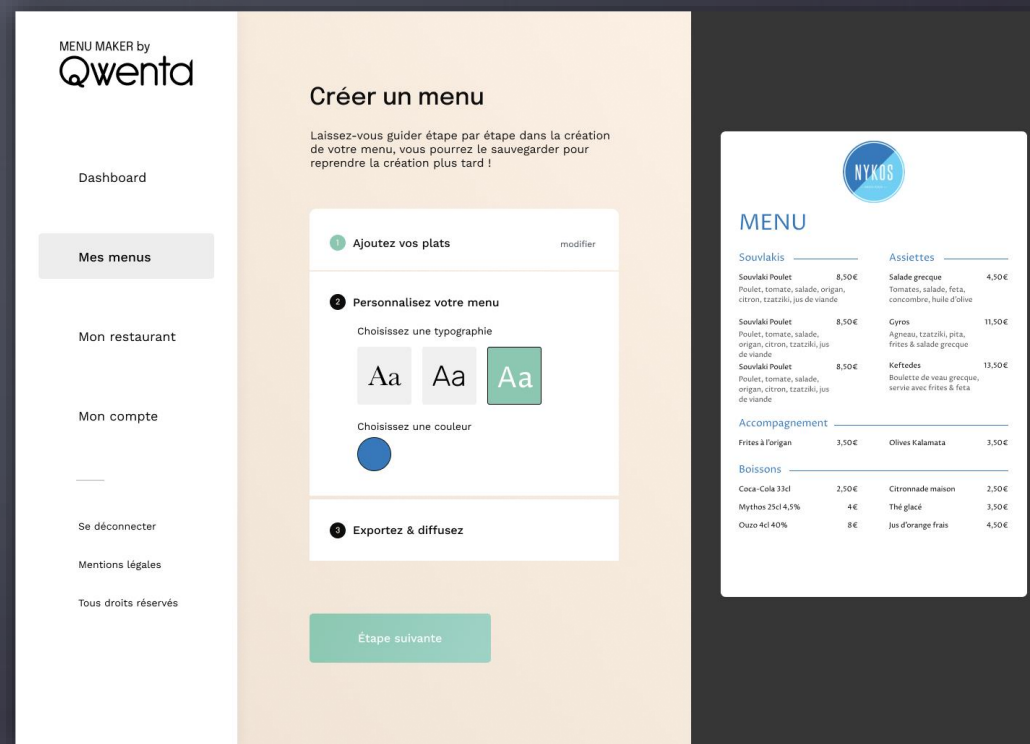 MENU MAKER by
Qwenta
Dashboard
Mes menus
Mon restaurant
Mon compte
Se déconnecter
Mentions légales
Tous droits réservés
Créer un menu
Laissez-vous guider étape par étape dans la création
de votre menu, vous pourrez le sauvegarder pour
reprendre la création plus tard !
1 Ajoutez vos plats modifier
2 Personnalisez votre menu
Choisissez une typographie
Aa Aa Aa
Choisissez une couleur
3 Exportez & diffusez
Étape suivante
NYKOS
MENU
Souvlakis
Souvlaki Poulet 8,50€
Poulet, tomate, salade, origan,
citron, tzatziki, jus de viande
Souvlaki Poulet 8,50€
Poulet, tomate, salade,
origan, citron, tzatziki, jus
de viande
Souvlaki Poulet 8,50€
Poulet, tomate, salade,
origan, citron, tzatziki, jus
de viande
Assiettes
Salade grecque 4,50€
Tomates, salade, feta,
concombre, huile d'olive
Gyros 11,50€
Agneau, tzatziki, pita,
frites & salade grecque
Keftedes 13,50€
Boulette de veau grecque,
servie avec frites & feta
Accompagnement
Frites à l'origan 3,50€ Olives Kalamata 3,50€
Boissons
Coca-Cola 33cl 2,50€ Citronnade maison 2,50€
Mythos 25cl 4,5% 4€ Thé glacé 3,50€
Ouzo 4cl 40% 8€ Jus d'orange frais 4,50€